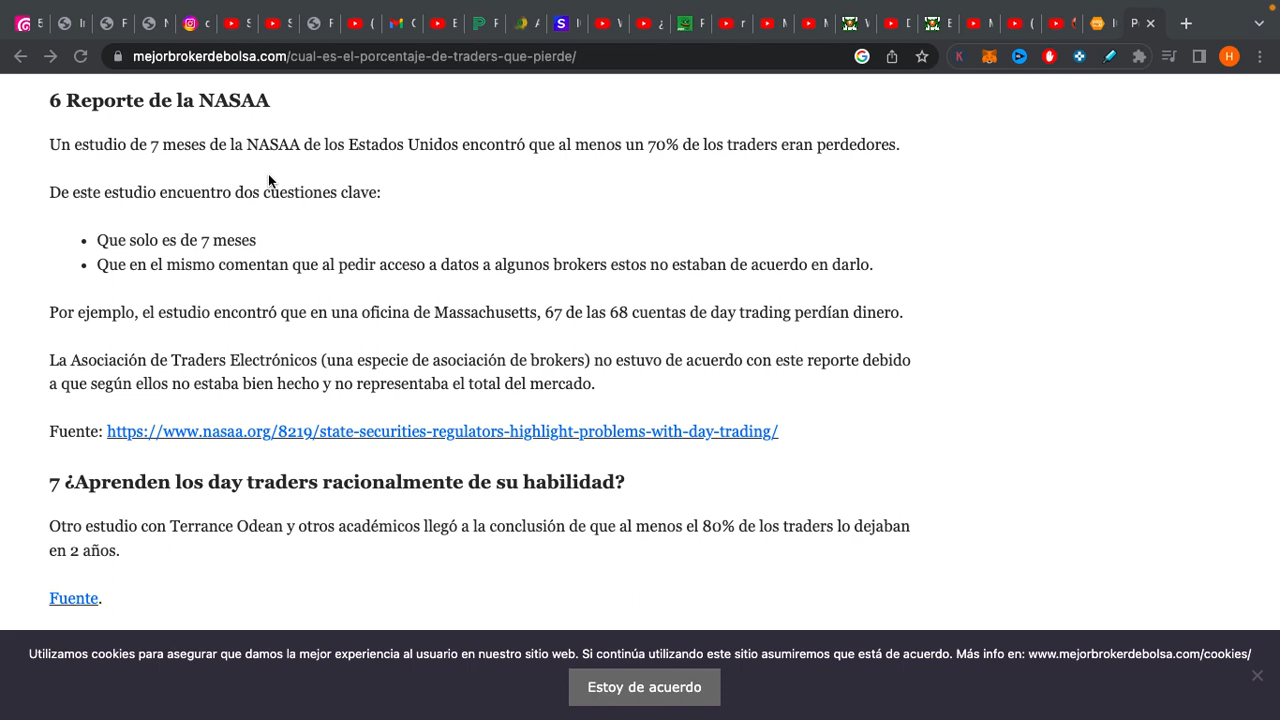 mejorbrokerdebolsa.com/cual-es-el-porcentaje-de-traders-que-pierde/
H
6 Reporte de la NASAA
Un estudio de 7 meses de la NASAA de los Estados Unidos encontró que al menos un 70% de los traders eran perdedores.
De este estudio encuentro dos cuestiones clave:
• Que solo es de 7 meses
• Que en el mismo comentan que al pedir acceso a datos a algunos brokers estos no estaban de acuerdo en darlo.
Por ejemplo, el estudio encontró que en una oficina de Massachusetts, 67 de las 68 cuentas de day trading perdían dinero.
La Asociación de Traders Electrónicos (una especie de asociación de brokers) no estuvo de acuerdo con este reporte debido
a que según ellos no estaba bien hecho y no representaba el total del mercado.
Fuente: https://www.nasaa.org/8219/state-securities-regulators-highlight-problems-with-day-trading/
7 ¿Aprenden los day traders racionalmente de su habilidad?
Otro estudio con Terrance Odean y otros académicos llegó a la conclusión de que al menos el 80% de los traders lo dejaban
en 2 años.
Fuente.
Utilizamos cookies para asegurar que damos la mejor experiencia al usuario en nuestro sitio web. Si continúa utilizando este sitio asumiremos que está de acuerdo. Más info en: www.mejorbrokerdebolsa.com/cookies/
Estoy de acuerdo